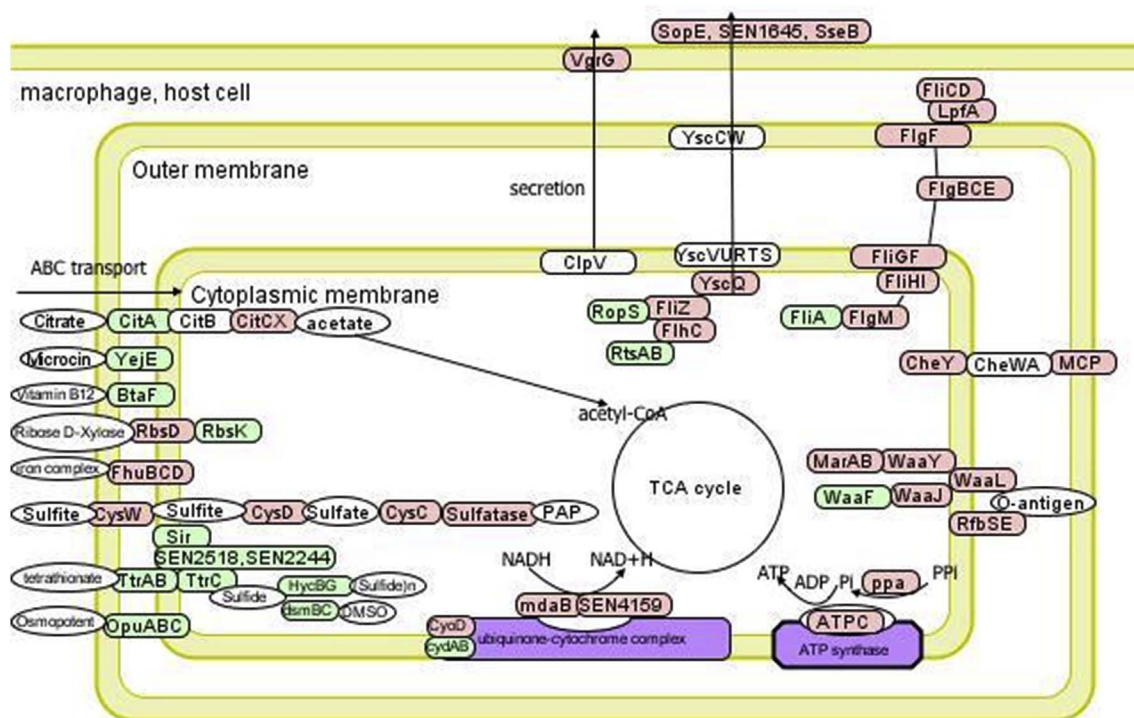 SopE, SEN1645, SseB
VgrG
macrophage, host cell
FliCD
LpfA
YscCW
FlgF
Outer membrane
secretion
FlgBCE
ClpV
YscVURTS
FliGF
ABC transport
YscQ
FliHI
Cytoplasmic membrane
RopS
FliZ
FliA
FlgM
Citrate
CitA
CitB
CitCX
acetate
FlhC
RtsAB
Microcin
YejE
CheY
CheWA
MCP
Vitamin B12
BtaF
acetyl-CoA
Ribose D-Xylose
RbsD
RbsK
MarAB
WaaY
iron complex
FhuBCD
TCA cycle
WaaL
WaaF
WaaJ
O-antigen
Sulfite
CysW
Sulfite
CysD
Sulfate
CysC
Sulfatase
PAP
RfbSE
Sir
SEN2518,SEN2244
NADH
NAD+H
tetrathionate
TtrAB
TtrC
HycBG
(Sulfide)n
ATP
ADP
Pi
ppa
PPi
Sulfide
dsmBC
DMSO
mdaB
SEN4159
Osmopotent
OpuABC
CyoD
cydAB
ubiquinone-cytochrome complex
ATPC
ATP synthase